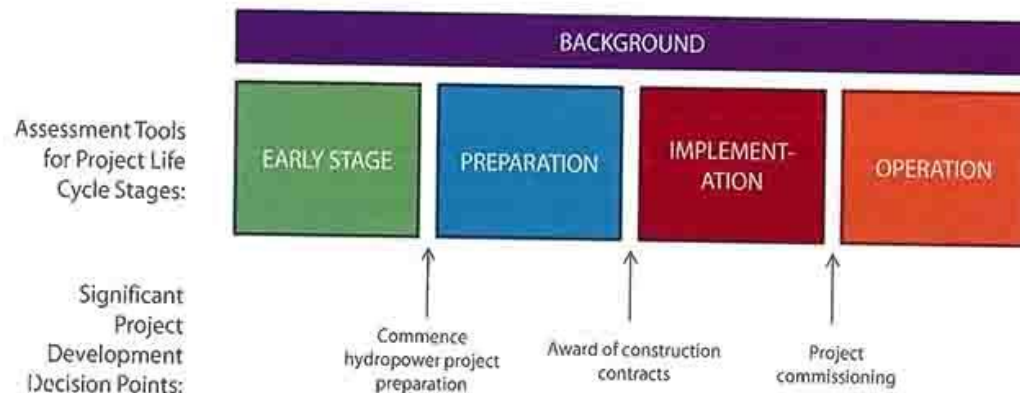 BACKGROUND
Assessment Tools
for Project Life
Cycle Stages:
EARLY STAGE
PREPARATION
IMPLEMENT-
ATION
OPERATION
Significant
Project
Development
Decision Points:
Commence
hydropower project
preparation
Award of construction
contracts
Project
commissioning